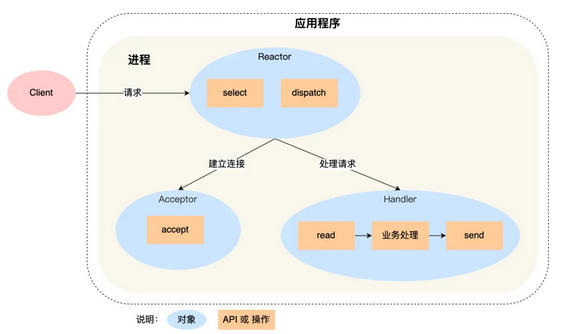 应用程序
进程
Reactor
select
dispatch
Client
请求
建立连接
处理请求
Acceptor
accept
Handler
read
业务处理
send
说明：
对象
API 或 操作